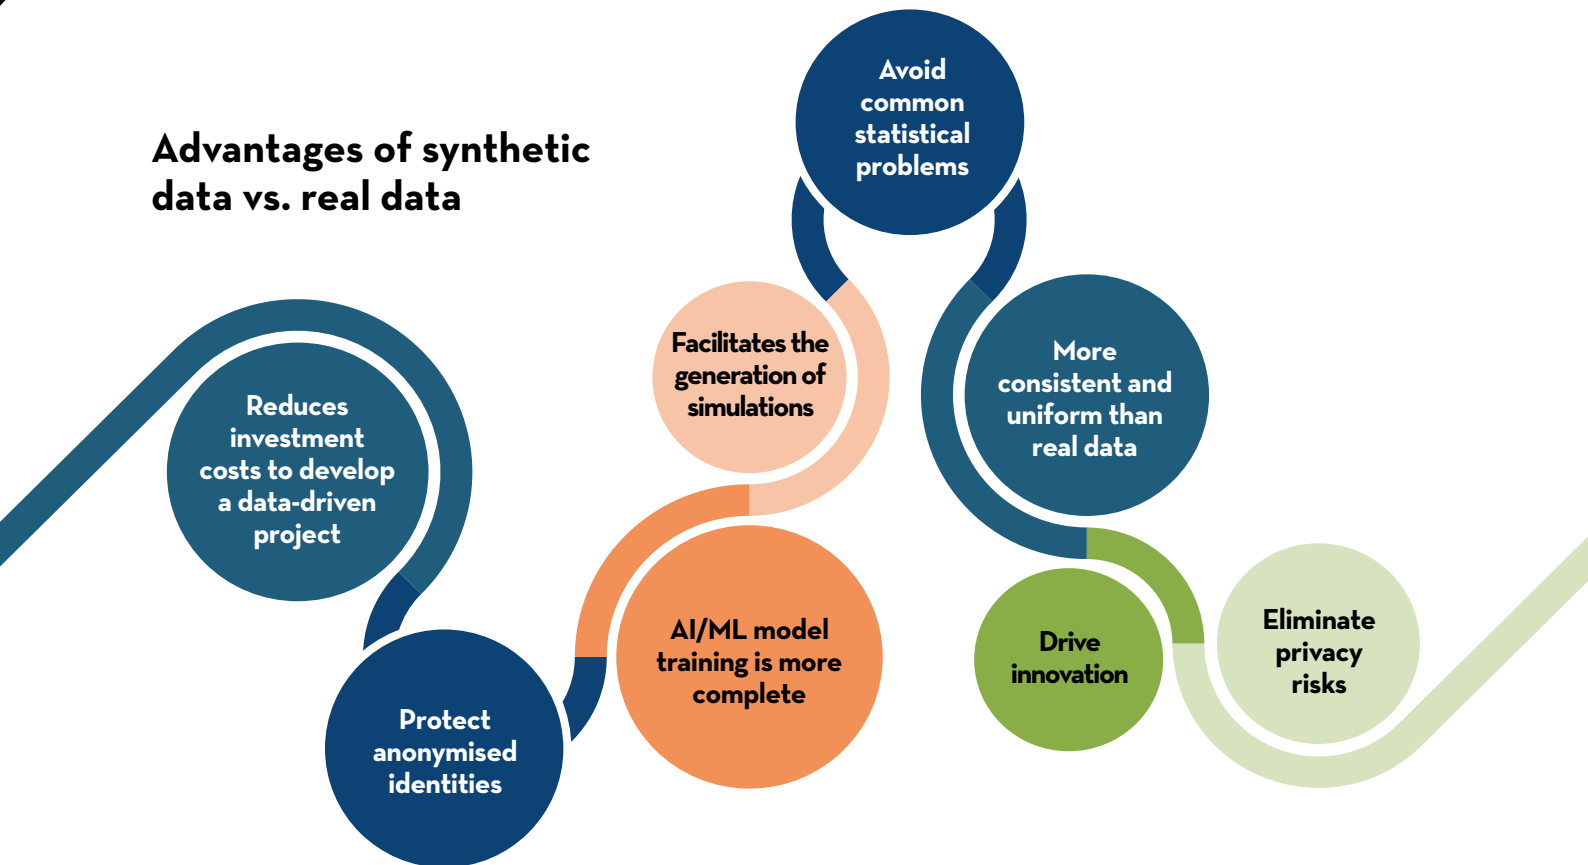 Advantages of synthetic
data vs. real data
Reduces
investment
costs to develop
a data-driven
project
Protect
anonymised
identities
AI/ML model
training is more
complete
Facilitates the
generation of
simulations
Avoid
common
statistical
problems
More
consistent and
uniform than
real data
Drive
innovation
Eliminate
privacy
risks